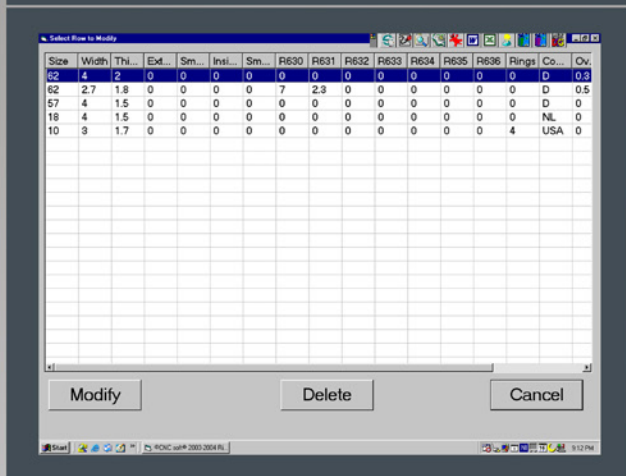 Select Row to Modify
Size Width Thi... Ext... Sm... Insi... Sm... R630 R631 R632 R633 R634 R635 R636 Rings Co... Ov.
62 4 2 0 0 0 0 0 0 0 0 0 0 0 0 D 0.3
62 2.7 1.8 0 0 0 0 7 2.3 0 0 0 0 0 0 D 0.5
57 4 1.5 0 0 0 0 0 0 0 0 0 0 0 0 D 0
18 4 1.5 0 0 0 0 0 0 0 0 0 0 0 0 NL 0
10 3 1.7 0 0 0 0 0 0 0 0 0 0 0 4 USA 0
Modify Delete Cancel
Start 2003-2004 9:12 PM